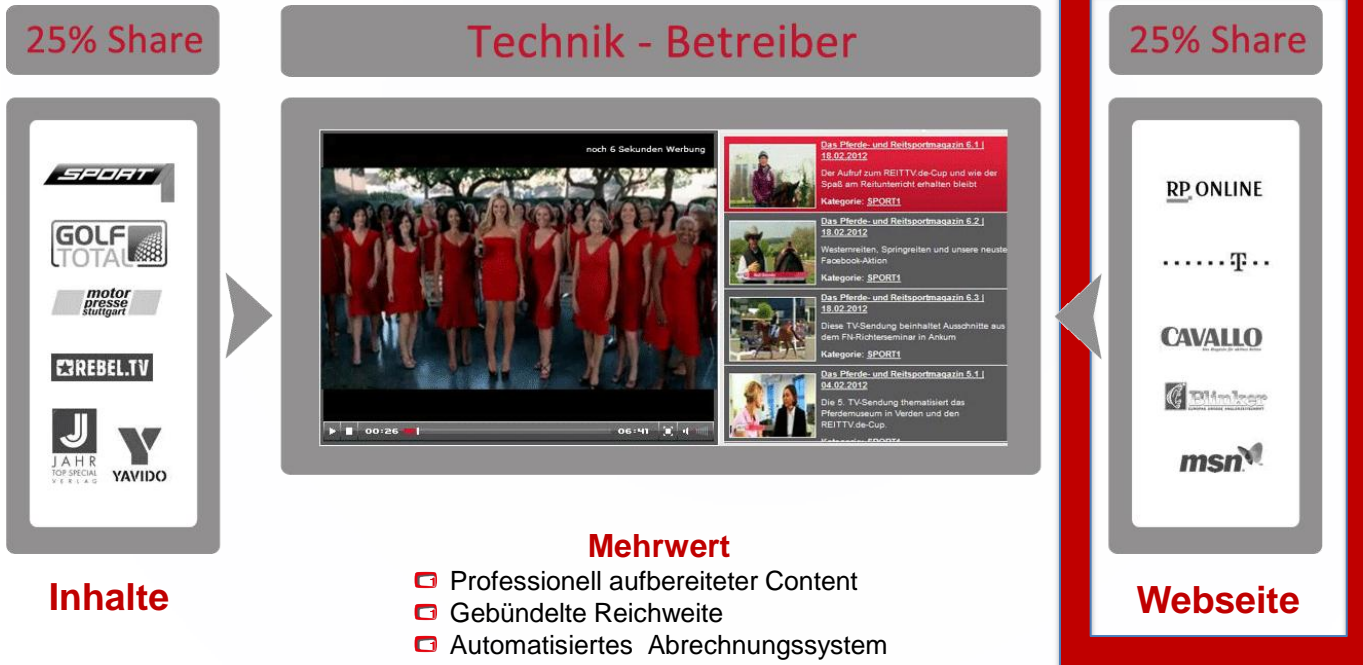 25% Share
Technik - Betreiber
25% Share
SPORT1
GOLF
TOTAL
motor
presse
stuttgart
REBEL.TV
J
JAHR
TOP SPECIAL
VERLAG
Y
YAVIDO
Inhalte
noch 6 Sekunden Werbung
00:26
06:41
Das Pferde- und Reitsportmagazin 6.1 |
18.02.2012
Der Aufruf zum REITTV.de-Cup und wie der
Spaß am Reitunterricht erhalten bleibt
Kategorie: SPORT1
Das Pferde- und Reitsportmagazin 6.2 |
18.02.2012
Westernreiten, Springreiten und unsere neuste
Facebook-Aktion
Kategorie: SPORT1
Das Pferde- und Reitsportmagazin 6.3 |
18.02.2012
Diese TV-Sendung beinhaltet Ausschnitte aus
dem FN-Richterseminar in Ankum
Kategorie: SPORT1
Das Pferde- und Reitsportmagazin 5.1 |
04.02.2012
Die 5. TV-Sendung thematisiert das
Pferdemuseum in Verden und den
REITTV.de-Cup.
Kategorie: SPORT1
Mehrwert
Professionell aufbereiteter Content
Gebündelte Reichweite
Automatisiertes Abrechnungssystem
RP ONLINE
······T··
CAVALLO
Blinker
msn
Webseite